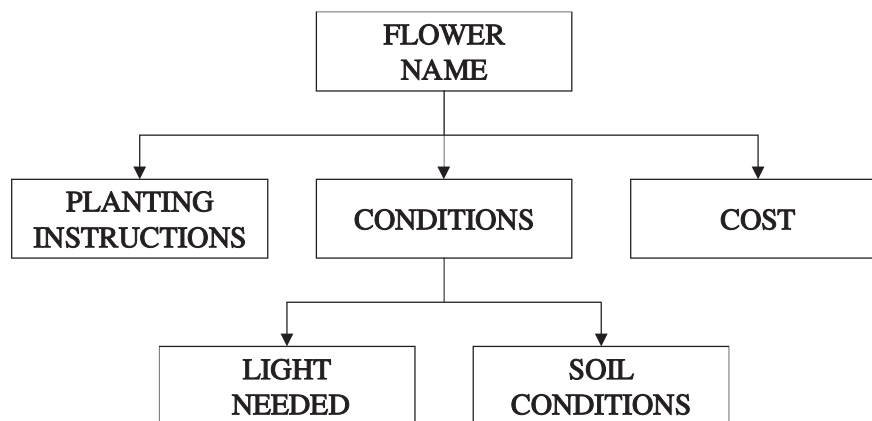 FLOWER
NAME
PLANTING
INSTRUCTIONS
CONDITIONS
COST
LIGHT
NEEDED
SOIL
CONDITIONS